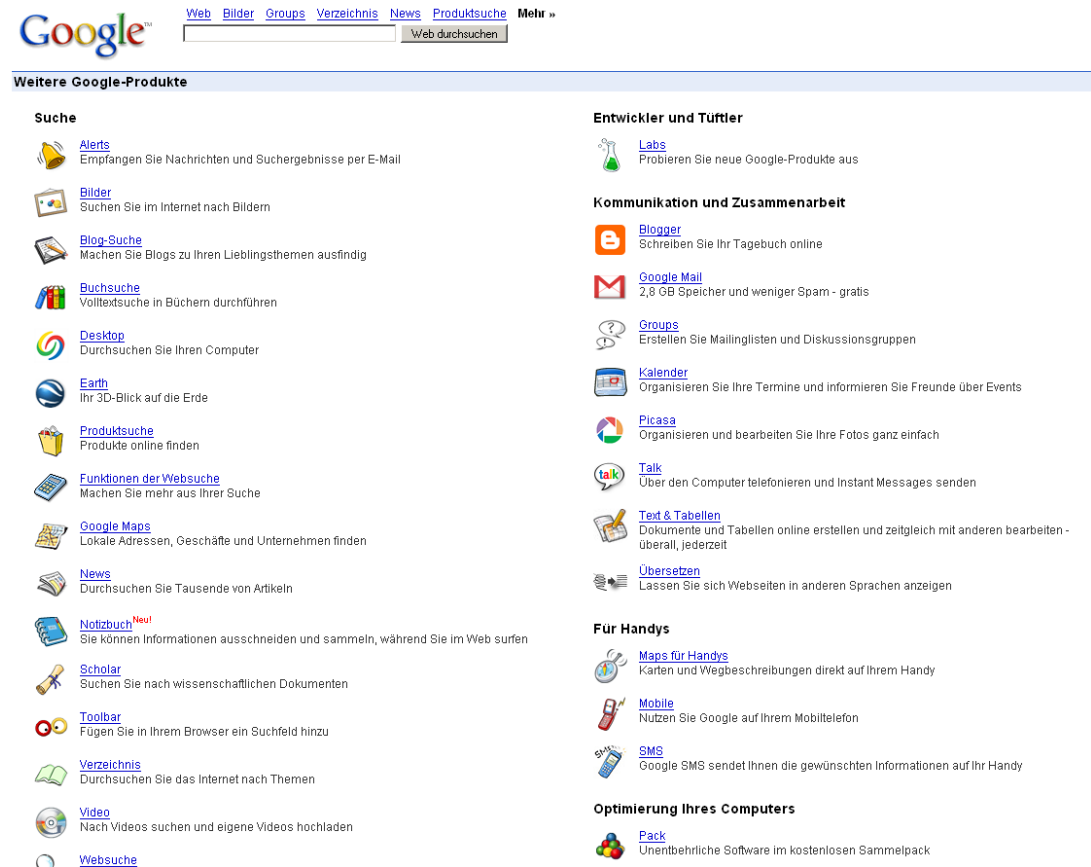 Google™
Web Bilder Groups Verzeichnis News Produktsuche Mehr »
Web durchsuchen
Weitere Google-Produkte
Suche
Alerts
Empfangen Sie Nachrichten und Suchergebnisse per E-Mail
Bilder
Suchen Sie im Internet nach Bildern
Blog-Suche
Machen Sie Blogs zu Ihren Lieblingsthemen ausfindig
Buchsuche
Volltextsuche in Büchern durchführen
Desktop
Durchsuchen Sie Ihren Computer
Earth
Ihr 3D-Blick auf die Erde
Produktsuche
Produkte online finden
Funktionen der Websuche
Machen Sie mehr aus Ihrer Suche
Google Maps
Lokale Adressen, Geschäfte und Unternehmen finden
News
Durchsuchen Sie Tausende von Artikeln
Notizbuch Neu!
Sie können Informationen ausschneiden und sammeln, während Sie im Web surfen
Scholar
Suchen Sie nach wissenschaftlichen Dokumenten
Toolbar
Fügen Sie in Ihrem Browser ein Suchfeld hinzu
Verzeichnis
Durchsuchen Sie das Internet nach Themen
Video
Nach Videos suchen und eigene Videos hochladen
Websuche
Entwickler und Tüftler
Labs
Probieren Sie neue Google-Produkte aus
Kommunikation und Zusammenarbeit
Blogger
Schreiben Sie Ihr Tagebuch online
Google Mail
2,8 GB Speicher und weniger Spam - gratis
Groups
Erstellen Sie Mailinglisten und Diskussionsgruppen
Kalender
Organisieren Sie Ihre Termine und informieren Sie Freunde über Events
Picasa
Organisieren und bearbeiten Sie Ihre Fotos ganz einfach
talk
Talk
Über den Computer telefonieren und Instant Messages senden
Text & Tabellen
Dokumente und Tabellen online erstellen und zeitgleich mit anderen bearbeiten -
überall, jederzeit
Übersetzen
Lassen Sie sich Webseiten in anderen Sprachen anzeigen
Für Handys
Maps für Handys
Karten und Wegbeschreibungen direkt auf Ihrem Handy
Mobile
Nutzen Sie Google auf Ihrem Mobiltelefon
SMS
SMS
Google SMS sendet Ihnen die gewünschten Informationen auf Ihr Handy
Optimierung Ihres Computers
Pack
Unentbehrliche Software im kostenlosen Sammelpack